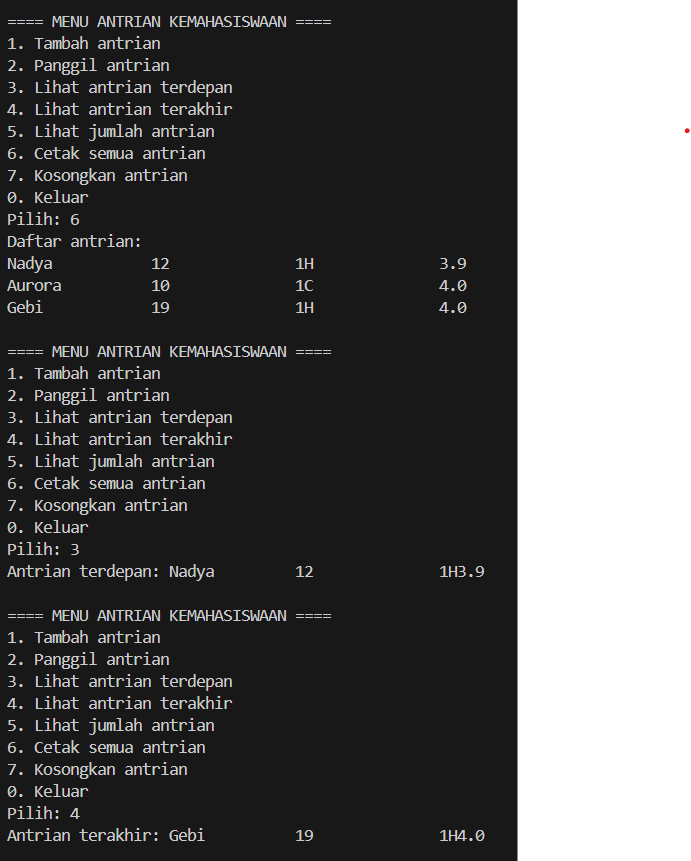 ==== MENU ANTRIAN KEMAHASISWAAN ====
1. Tambah antrian
2. Panggil antrian
3. Lihat antrian terdepan
4. Lihat antrian terakhir
5. Lihat jumlah antrian
6. Cetak semua antrian
7. Kosongkan antrian
0. Keluar
Pilih: 6
Daftar antrian:
Nadya           12              1H              3.9
Aurora          10              1C              4.0
Gebi            19              1H              4.0
==== MENU ANTRIAN KEMAHASISWAAN ====
1. Tambah antrian
2. Panggil antrian
3. Lihat antrian terdepan
4. Lihat antrian terakhir
5. Lihat jumlah antrian
6. Cetak semua antrian
7. Kosongkan antrian
0. Keluar
Pilih: 3
Antrian terdepan: Nadya         12              1H3.9
==== MENU ANTRIAN KEMAHASISWAAN ====
1. Tambah antrian
2. Panggil antrian
3. Lihat antrian terdepan
4. Lihat antrian terakhir
5. Lihat jumlah antrian
6. Cetak semua antrian
7. Kosongkan antrian
0. Keluar
Pilih: 4
Antrian terakhir: Gebi          19              1H4.0